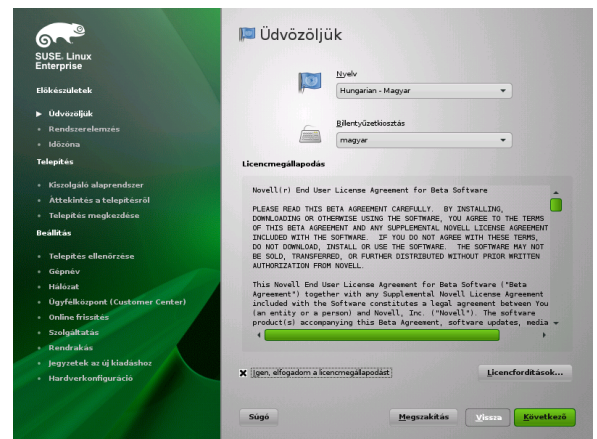 SUSE. Linux
Enterprise
Előkészületek
Üdvözöljük
Rendszerelemzés
Időzóna
Telepítés
Kiszolgáló alaprendszer
Áttekintés a telepítésről
Telepítés megkezdése
Beállítás
Telepítés ellenőrzése
Gépnév
Hálózat
Ügyfélközpont (Customer Center)
Online frissítés
Szolgáltatás
Rendrakás
Jegyzetek az új kiadáshoz
Hardverkonfiguráció
Üdvözöljük
Nyelv
Hungarian - Magyar
Billentyűzetkiosztás
magyar
Licencmegállapodás
Novell(r) End User License Agreement for Beta Software
PLEASE READ THIS BETA AGREEMENT CAREFULLY. BY INSTALLING,
DOWNLOADING OR OTHERWISE USING THE SOFTWARE, YOU AGREE TO THE TERMS
OF THIS BETA AGREEMENT AND ANY SUPPLEMENTAL NOVELL LICENSE AGREEMENT
INCLUDED WITH THE SOFTWARE. IF YOU DO NOT AGREE WITH THESE TERMS,
DO NOT DOWNLOAD, INSTALL OR USE THE SOFTWARE. THE SOFTWARE MAY NOT
BE SOLD, TRANSFERRED, OR FURTHER DISTRIBUTED WITHOUT PRIOR WRITTEN
AUTHORIZATION FROM NOVELL.
This Novell End User License Agreement for Beta Software ("Beta
Agreement") together with any Supplemental Novell License Agreement
included with the Software constitutes a legal agreement between You
(an entity or a person) and Novell, Inc. ("Novell"). The software
product(s) accompanying this Beta Agreement, software updates, media
Igen, elfogadom a licencmegállapodást
Licencfordítások...
Súgó
Megszakítás
Vissza
Következő